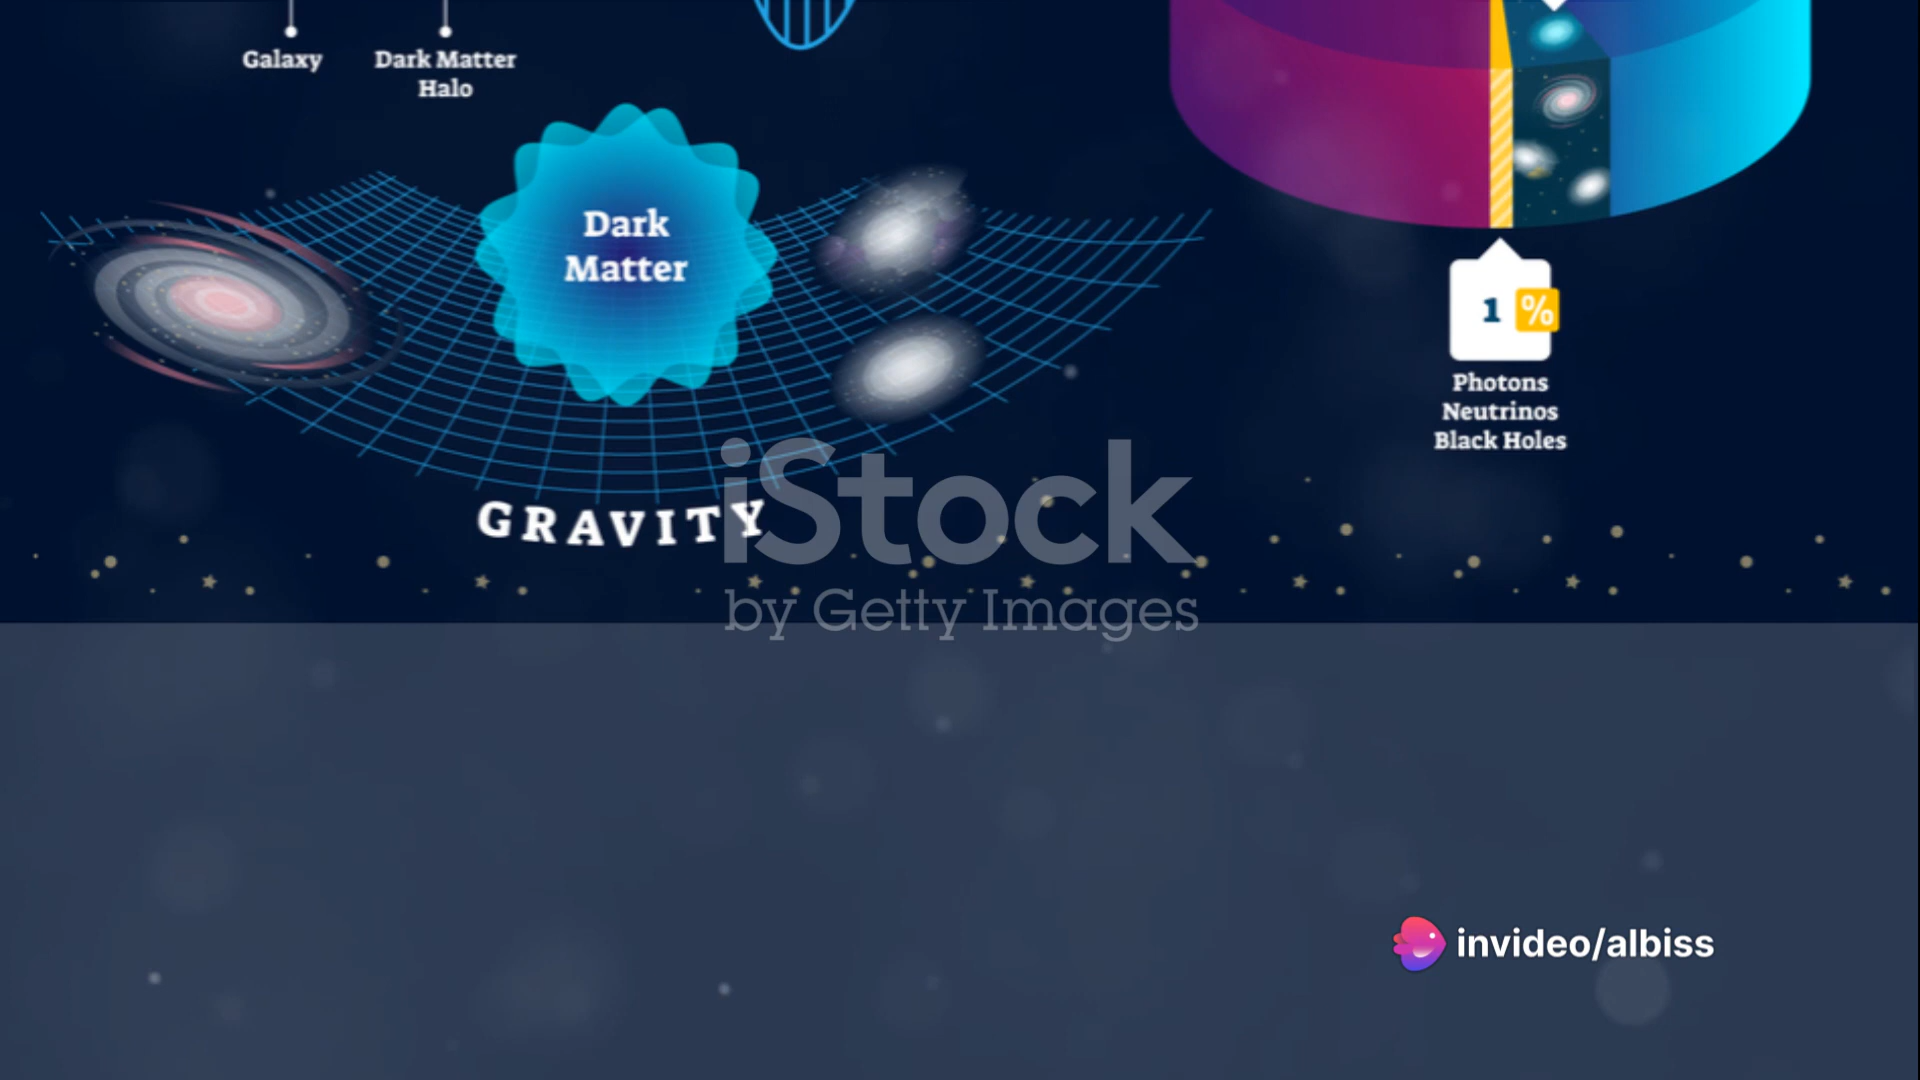 Galaxy
Dark Matter
Halo
Dark
Matter
GRAVITY
1 %
Photons
Neutrinos
Black Holes
iStock
by Getty Images
invideo/albiss